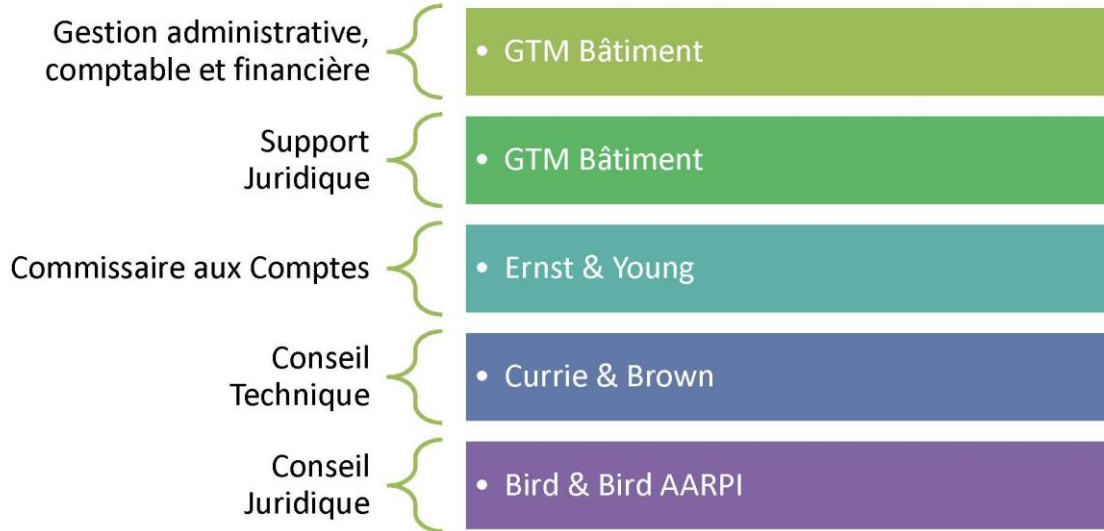 Gestion administrative,
comptable et financière
• GTM Bâtiment
Support
Juridique
• GTM Bâtiment
Commissaire aux Comptes
• Ernst & Young
Conseil
Technique
• Currie & Brown
Conseil
Juridique
• Bird & Bird AARPI